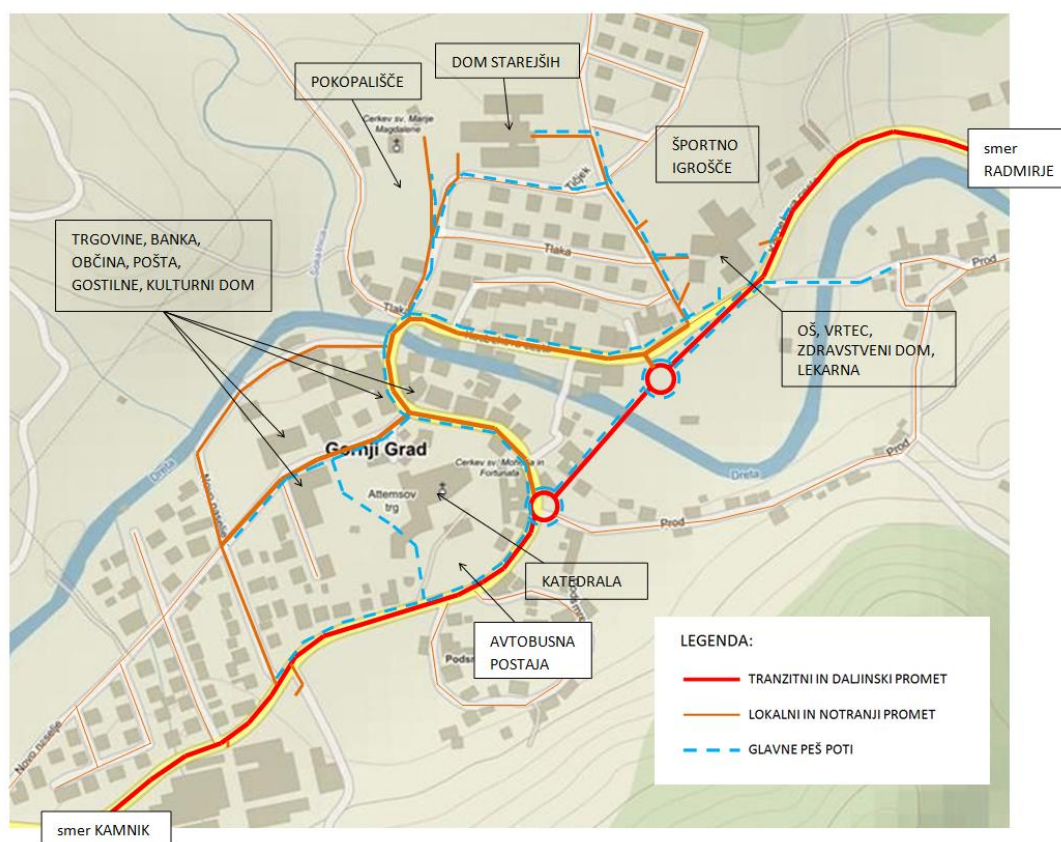 DOM STAREJŠIH
POKOPALIŠČE
Cerkev sv. Marije
Magdalene
ŠPORTNO
IGROŠČE
smer
RADMIRJE
Tičjek
TRGOVINE, BANKA,
OBČINA, POŠTA,
GOSTILNE, KULTURNI DOM
Tlaka
Prod
Tlaka
OŠ, VRTEC,
ZDRAVSTVENI DOM,
LEKARNA
Gornji Grad
Cerkev sv. Mohorja in
Fortunata
Dreta
Dreta
Prod
Novo naselje
Attemsov
trg
Prod
KATEDRALA
AVTOBUSNA
POSTAJA
LEGENDA:
TRANZITNI IN DALJINSKI PROMET
LOKALNI IN NOTRANJI PROMET
GLAVNE PEŠ POTI
Novo naselje
smer KAMNIK